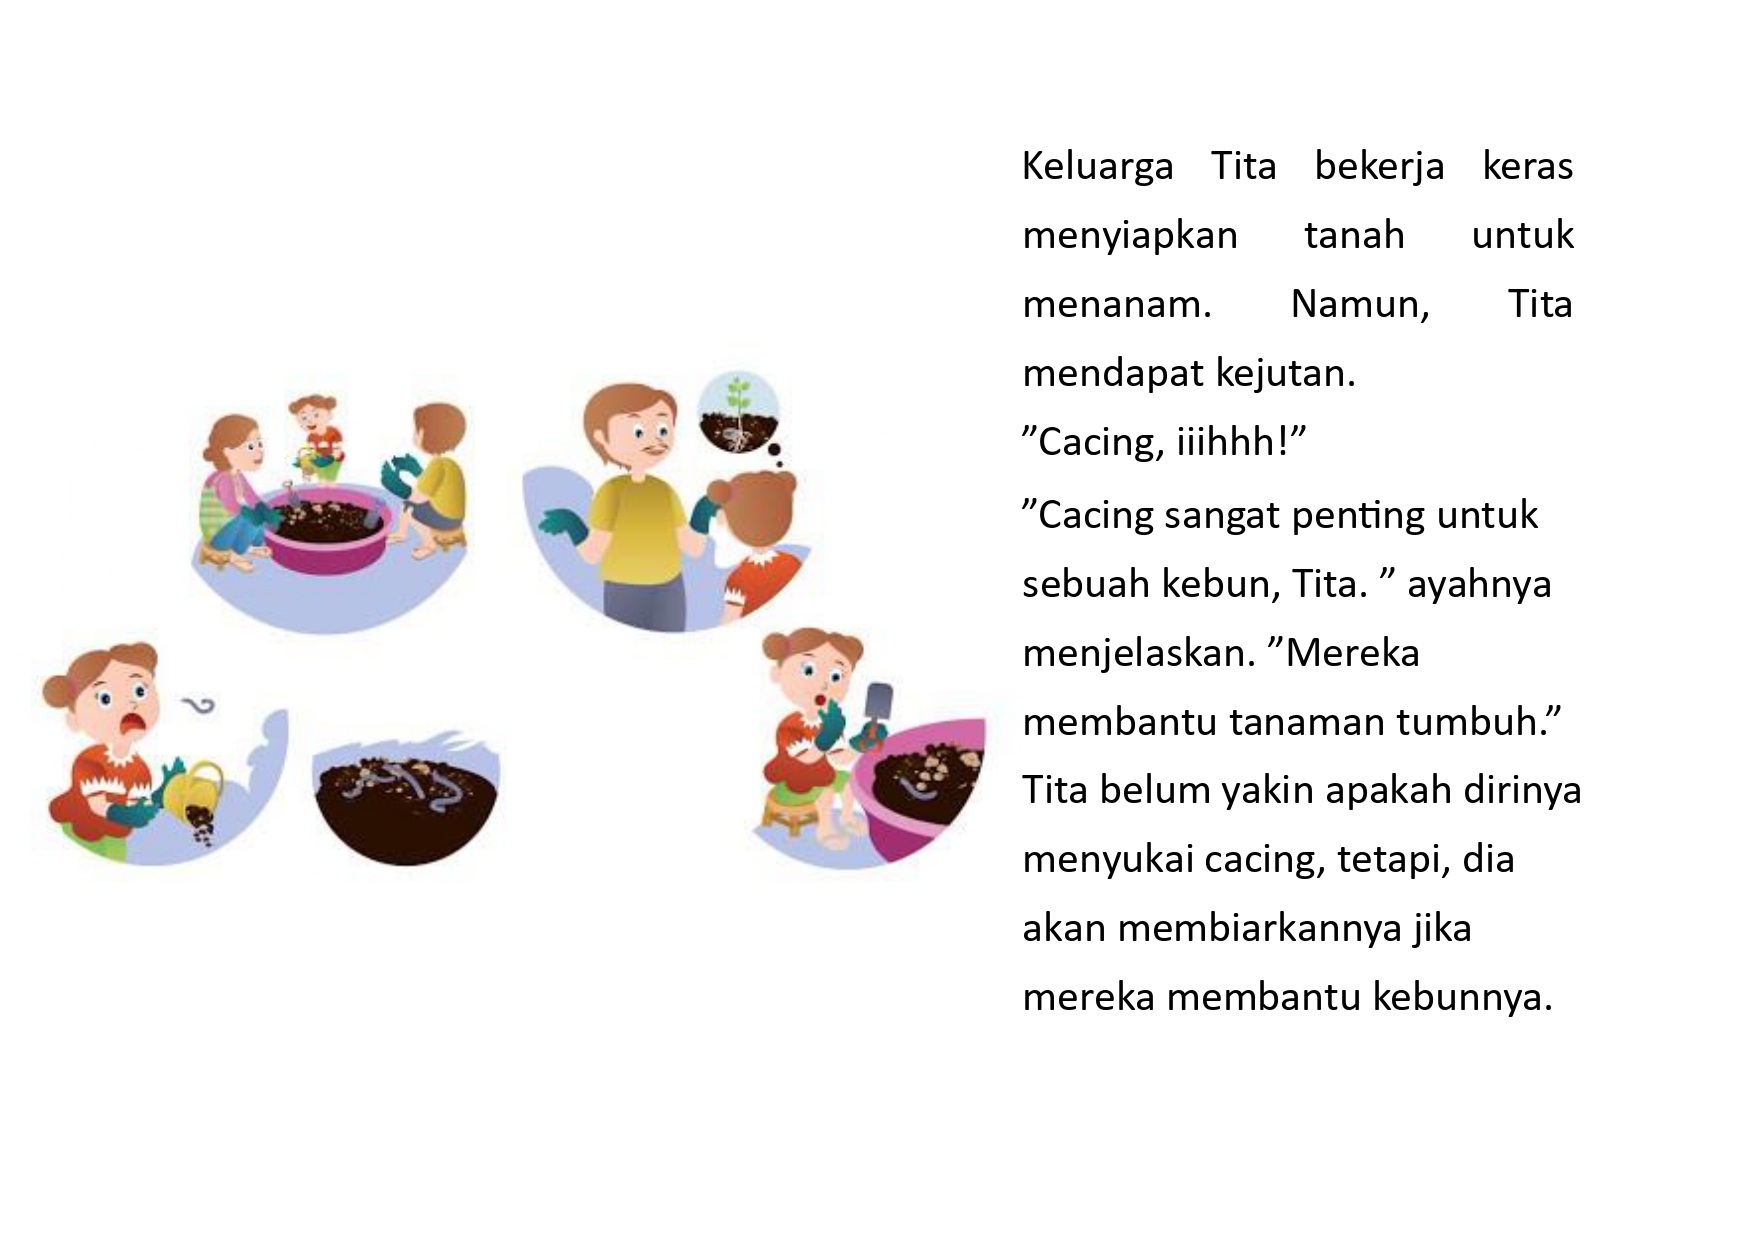 Keluarga Tita bekerja keras
menyiapkan tanah untuk
menanam. Namun, Tita
mendapat kejutan.
”Cacing, iiihhh!”
”Cacing sangat penting untuk
sebuah kebun, Tita. ” ayahnya
menjelaskan. ”Mereka
membantu tanaman tumbuh.”
Tita belum yakin apakah dirinya
menyukai cacing, tetapi, dia
akan membiarkannya jika
mereka membantu kebunnya.